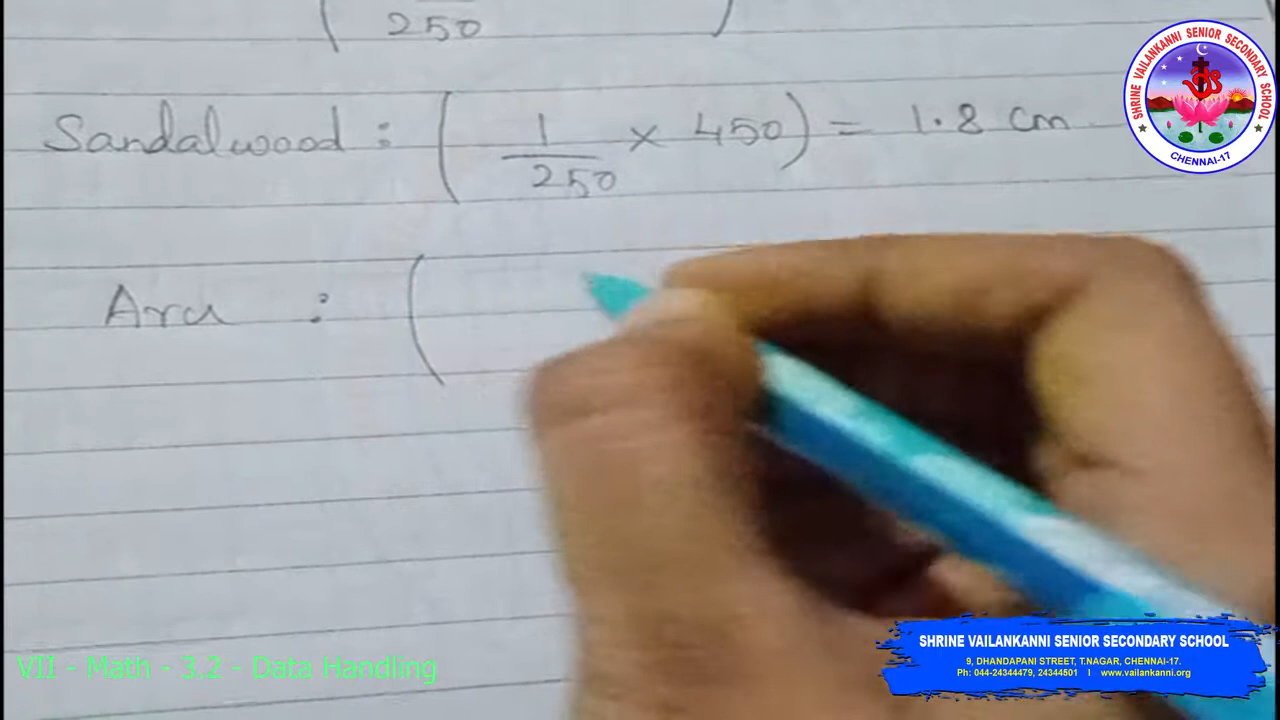 ( 250 )
Sandalwood : ( 1/250 × 450 ) = 1.8 cm
Aru : (
SHRINE VAILANKANNI SENIOR SECONDARY SCHOOL
CHENNAI-17
VII - Math - 3.2 - Data Handling
SHRINE VAILANKANNI SENIOR SECONDARY SCHOOL
9, DHANDAPANI STREET, T.NAGAR, CHENNAI-17.
Ph: 044-24344479, 24344501 I www.vailankanni.org